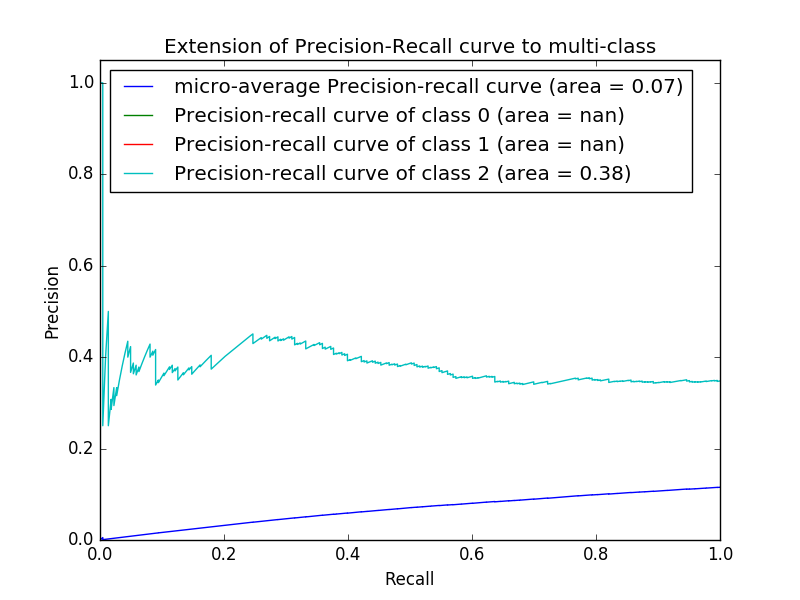 Extension of Precision-Recall curve to multi-class
micro-average Precision-recall curve (area = 0.07)
Precision-recall curve of class 0 (area = nan)
Precision-recall curve of class 1 (area = nan)
Precision-recall curve of class 2 (area = 0.38)
1.0
0.8
0.6
0.4
0.2
0.0
Precision
0.0 0.2 0.4 0.6 0.8 1.0
Recall